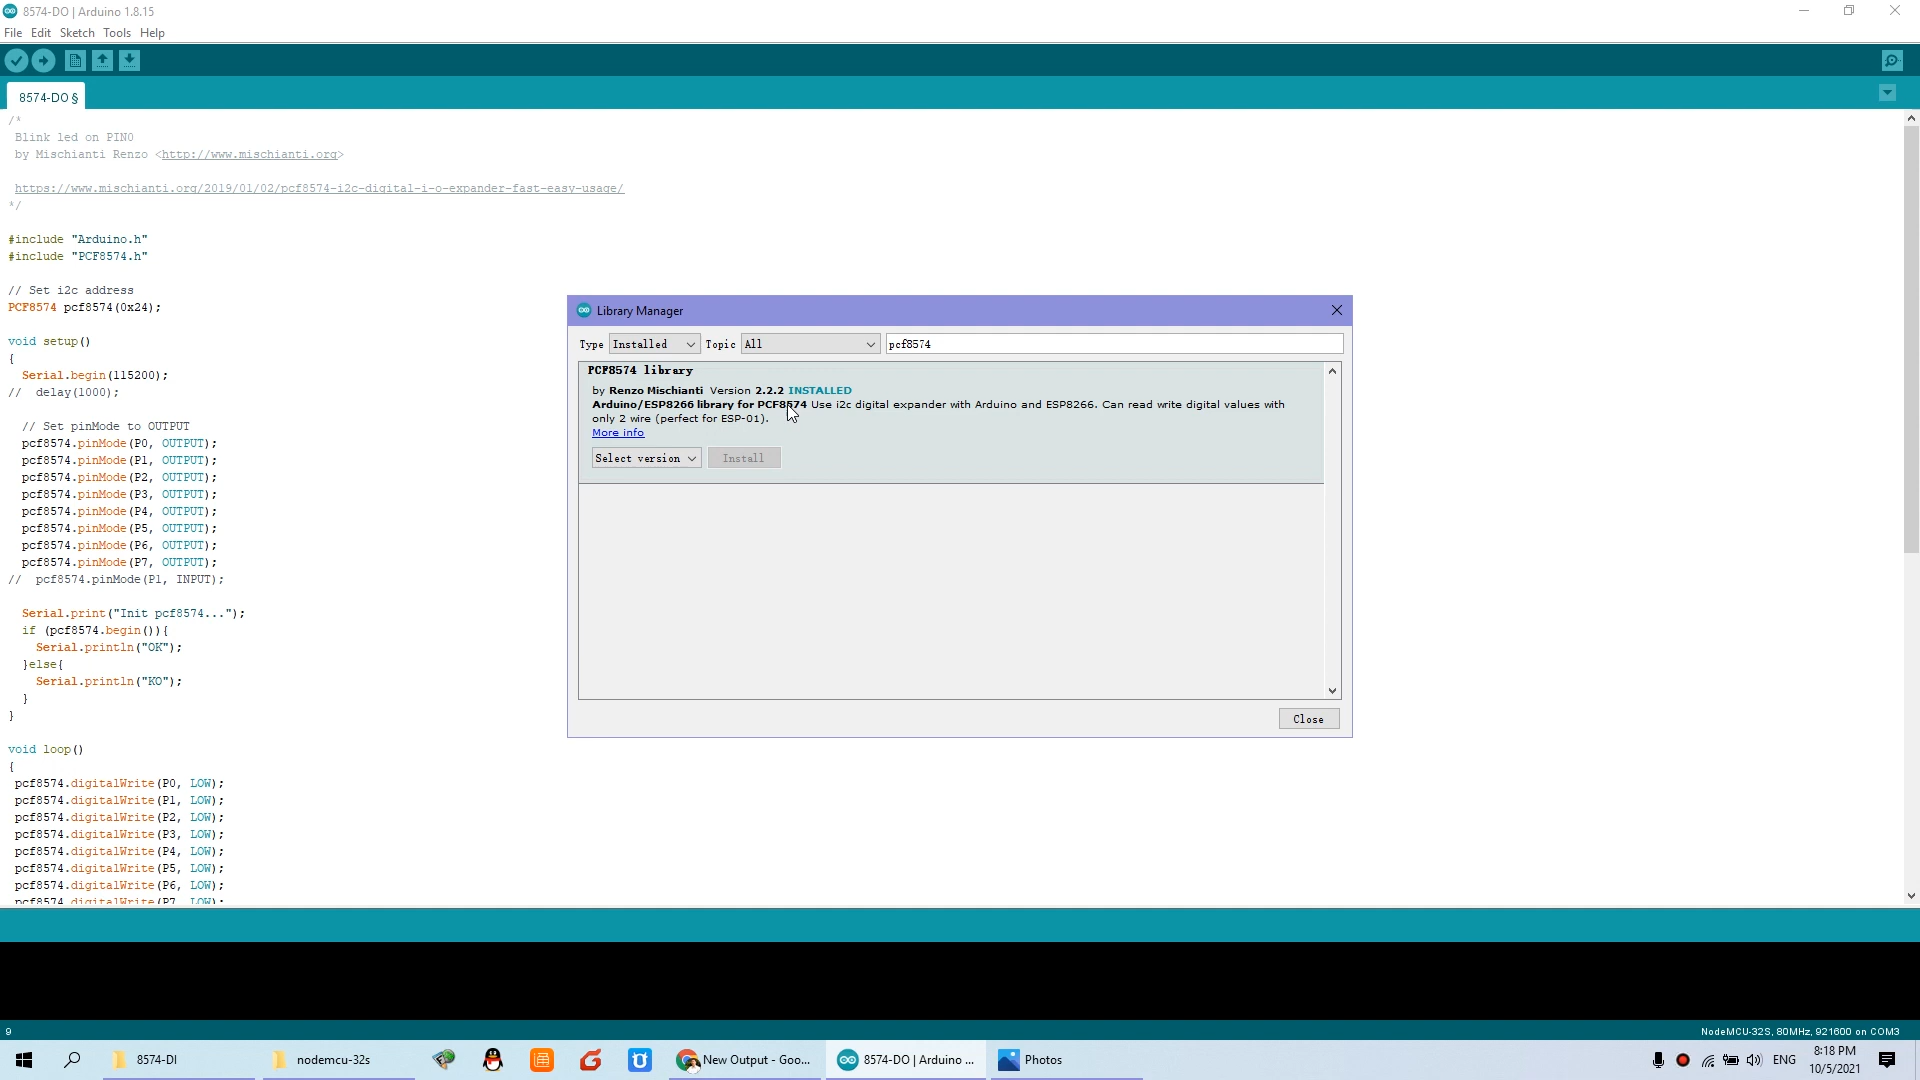 8574-DO | Arduino 1.8.15
File Edit Sketch Tools Help
8574-DO §
/*
Blink led on PIN0
by Mischianti Renzo <http://www.mischianti.org>
https://www.mischianti.org/2019/01/02/pcf8574-i2c-digital-i-o-expander-fast-easy-usage/
*/
#include "Arduino.h"
#include "PCF8574.h"
// Set i2c address
PCF8574 pcf8574(0x24);
void setup()
{
Serial.begin(115200);
// delay(1000);
// Set pinMode to OUTPUT
pcf8574.pinMode(P0, OUTPUT);
pcf8574.pinMode(P1, OUTPUT);
pcf8574.pinMode(P2, OUTPUT);
pcf8574.pinMode(P3, OUTPUT);
pcf8574.pinMode(P4, OUTPUT);
pcf8574.pinMode(P5, OUTPUT);
pcf8574.pinMode(P6, OUTPUT);
pcf8574.pinMode(P7, OUTPUT);
// pcf8574.pinMode(P1, INPUT);
Serial.print("Init pcf8574...");
if (pcf8574.begin()){
Serial.println("OK");
}else{
Serial.println("KO");
}
}
void loop()
{
pcf8574.digitalWrite(P0, LOW);
pcf8574.digitalWrite(P1, LOW);
pcf8574.digitalWrite(P2, LOW);
pcf8574.digitalWrite(P3, LOW);
pcf8574.digitalWrite(P4, LOW);
pcf8574.digitalWrite(P5, LOW);
pcf8574.digitalWrite(P6, LOW);
pcf8574.digitalWrite(P7, LOW);
Library Manager
Type Installed Topic All pcf8574
PCF8574 library
by Renzo Mischianti Version 2.2.2 INSTALLED
Arduino/ESP8266 library for PCF8574 Use i2c digital expander with Arduino and ESP8266. Can read write digital values with
only 2 wire (perfect for ESP-01).
More info
Select version Install
Close
9 NodeMCU-32S, 80MHz, 921600 on COM3
8574-DI nodemcu-32s New Output - Goo... 8574-DO | Arduino ... Photos ENG 8:18 PM
10/5/2021